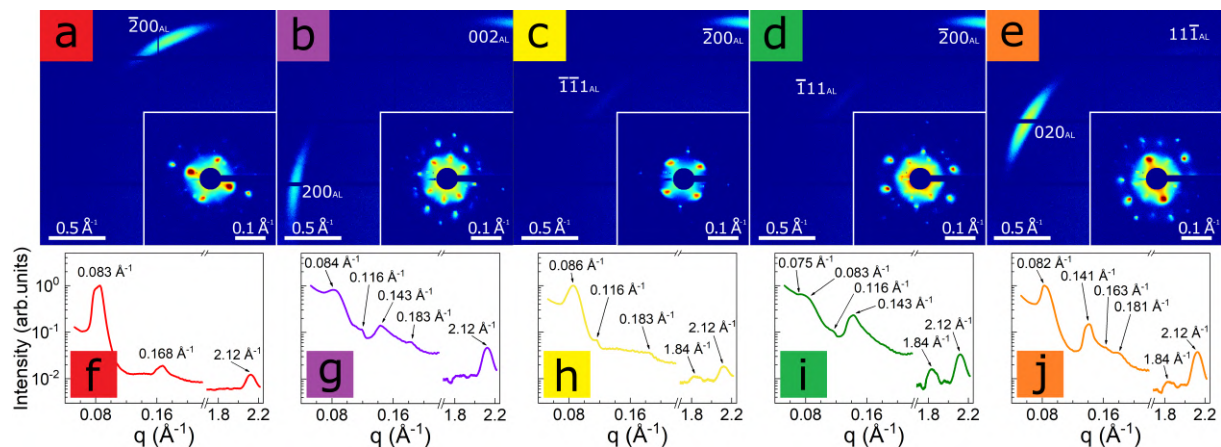 a
2̅00AL
0.5 Å⁻¹
0.1 Å⁻¹
b
002AL
200AL
0.5 Å⁻¹
0.1 Å⁻¹
c
2̅00AL
1̅1̅1AL
0.5 Å⁻¹
0.1 Å⁻¹
d
2̅00AL
1̅11AL
0.5 Å⁻¹
0.1 Å⁻¹
e
111̅AL
020AL
0.5 Å⁻¹
0.1 Å⁻¹
Intensity (arb.units)
10⁰
10⁻¹
10⁻²
0.083 Å⁻¹
0.168 Å⁻¹
2.12 Å⁻¹
f
0.08 0.16 1.8 2.2
q (Å⁻¹)
0.084 Å⁻¹
0.116 Å⁻¹
0.143 Å⁻¹
0.183 Å⁻¹
2.12 Å⁻¹
g
0.08 0.16 1.8 2.2
q (Å⁻¹)
0.086 Å⁻¹
0.116 Å⁻¹
0.183 Å⁻¹
2.12 Å⁻¹
1.84 Å⁻¹
h
0.08 0.16 1.8 2.2
q (Å⁻¹)
0.075 Å⁻¹
0.083 Å⁻¹
0.116 Å⁻¹
0.143 Å⁻¹
2.12 Å⁻¹
1.84 Å⁻¹
i
0.08 0.16 1.8 2.2
q (Å⁻¹)
0.082 Å⁻¹
0.141 Å⁻¹
0.163 Å⁻¹
0.181 Å⁻¹
2.12 Å⁻¹
1.84 Å⁻¹
j
0.08 0.16 1.8 2.2
q (Å⁻¹)